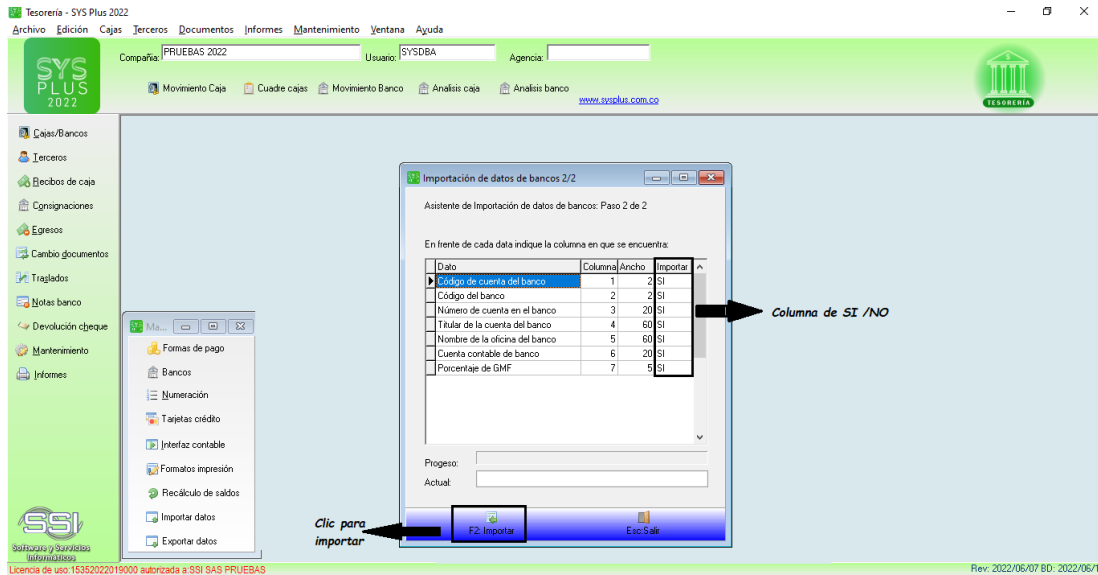 Tesorería - SYS Plus 2022
Archivo Edición Cajas Terceros Documentos Informes Mantenimiento Ventana Ayuda
SYS PLUS 2022
Compañia: PRUEBAS 2022 Usuario: SYSDBA Agencia:
Movimiento Caja Cuadre cajas Movimiento Banco Analisis caja Analisis banco
www.sysplus.com.co
TESORERIA
Cajas/Bancos
Terceros
Recibos de caja
Consignaciones
Egresos
Cambio documentos
Traslados
Notas banco
Devolución cheque
Mantenimiento
Informes
Ma...
Formas de pago
Bancos
Numeración
Tarjetas crédito
Interfaz contable
Formatos impresión
Recálculo de saldos
Importar datos
Exportar datos
Importación de datos de bancos 2/2
Asistente de Importación de datos de bancos: Paso 2 de 2
En frente de cada data indique la columna en que se encuentra:
Dato Columna Ancho Importar
Código de cuenta del banco 1 2 SI
Código del banco 2 2 SI
Número de cuenta en el banco 3 20 SI
Titular de la cuenta del banco 4 60 SI
Nombre de la oficina del banco 5 60 SI
Cuenta contable de banco 6 20 SI
Porcentaje de GMF 7 5 SI
Columna de SI /NO
Progeso:
Actual:
F2: Importar Esc:Salir
Clic para
importar
SSI
Software y Servicios
Informáticos
Licencia de uso:15352022019000 autorizada a:SSI SAS PRUEBAS
Rev: 2022/06/07 BD: 2022/06/1